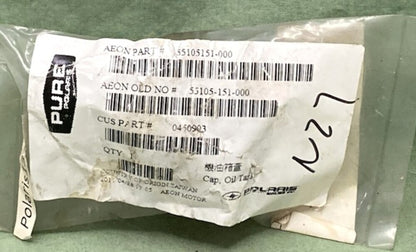 PURE
POLARIS
AEON PART # 55105151-000
AEON OLD NO # 55105-151-000
CUS PART # 0450903
QTY
機油箱蓋
Cap, Oil Tank
AEON MOTOR
POLARIS
N27
Polaris